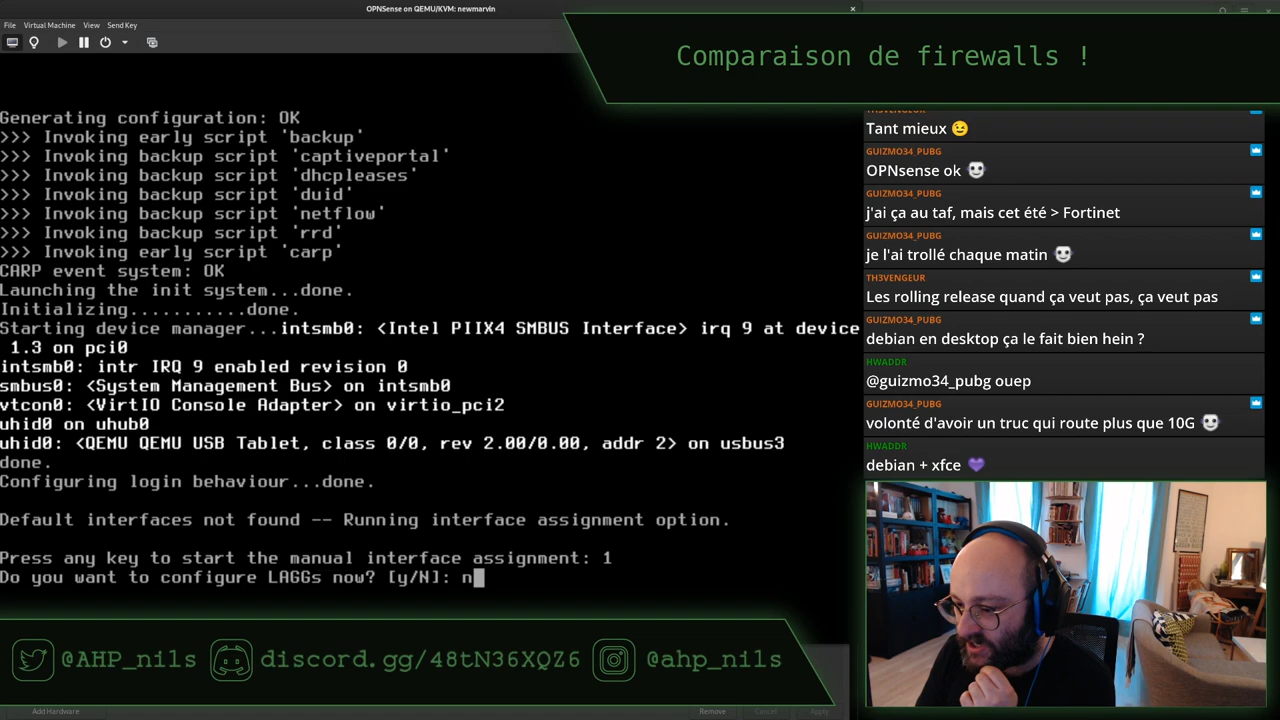 OPNSense on QEMU/KVM: newmarvin
File Virtual Machine View Send Key
Comparaison de firewalls !
Generating configuration: OK
>>> Invoking early script 'backup'
>>> Invoking backup script 'captiveportal'
>>> Invoking backup script 'dhcpleases'
>>> Invoking backup script 'duid'
>>> Invoking backup script 'netflow'
>>> Invoking backup script 'rrd'
>>> Invoking early script 'carp'
CARP event system: OK
Launching the init system...done.
Initializing...........done.
Starting device manager...intsmb0: <Intel PIIX4 SMBUS Interface> irq 9 at device
1.3 on pci0
intsmb0: intr IRQ 9 enabled revision 0
smbus0: <System Management Bus> on intsmb0
vtcon0: <VirtIO Console Adapter> on virtio_pci2
uhid0 on uhub0
uhid0: <QEMU QEMU USB Tablet, class 0/0, rev 2.00/0.00, addr 2> on usbus3
done.
Configuring login behaviour...done.
Default interfaces not found -- Running interface assignment option.
Press any key to start the manual interface assignment: 1
Do you want to configure LAGGs now? [y/N]: n
TH3VENGEUR
Tant mieux 😉
GUIZMO34_PUBG
OPNsense ok
GUIZMO34_PUBG
j'ai ça au taf, mais cet été > Fortinet
GUIZMO34_PUBG
je l'ai trollé chaque matin
TH3VENGEUR
Les rolling release quand ça veut pas, ça veut pas
GUIZMO34_PUBG
debian en desktop ça le fait bien hein ?
HWADDR
@guizmo34_pubg ouep
GUIZMO34_PUBG
volonté d'avoir un truc qui route plus que 10G
HWADDR
debian + xfce 💜
@AHP_nils discord.gg/48tN36XQZ6 @ahp_nils
Add Hardware Remove Cancel Apply